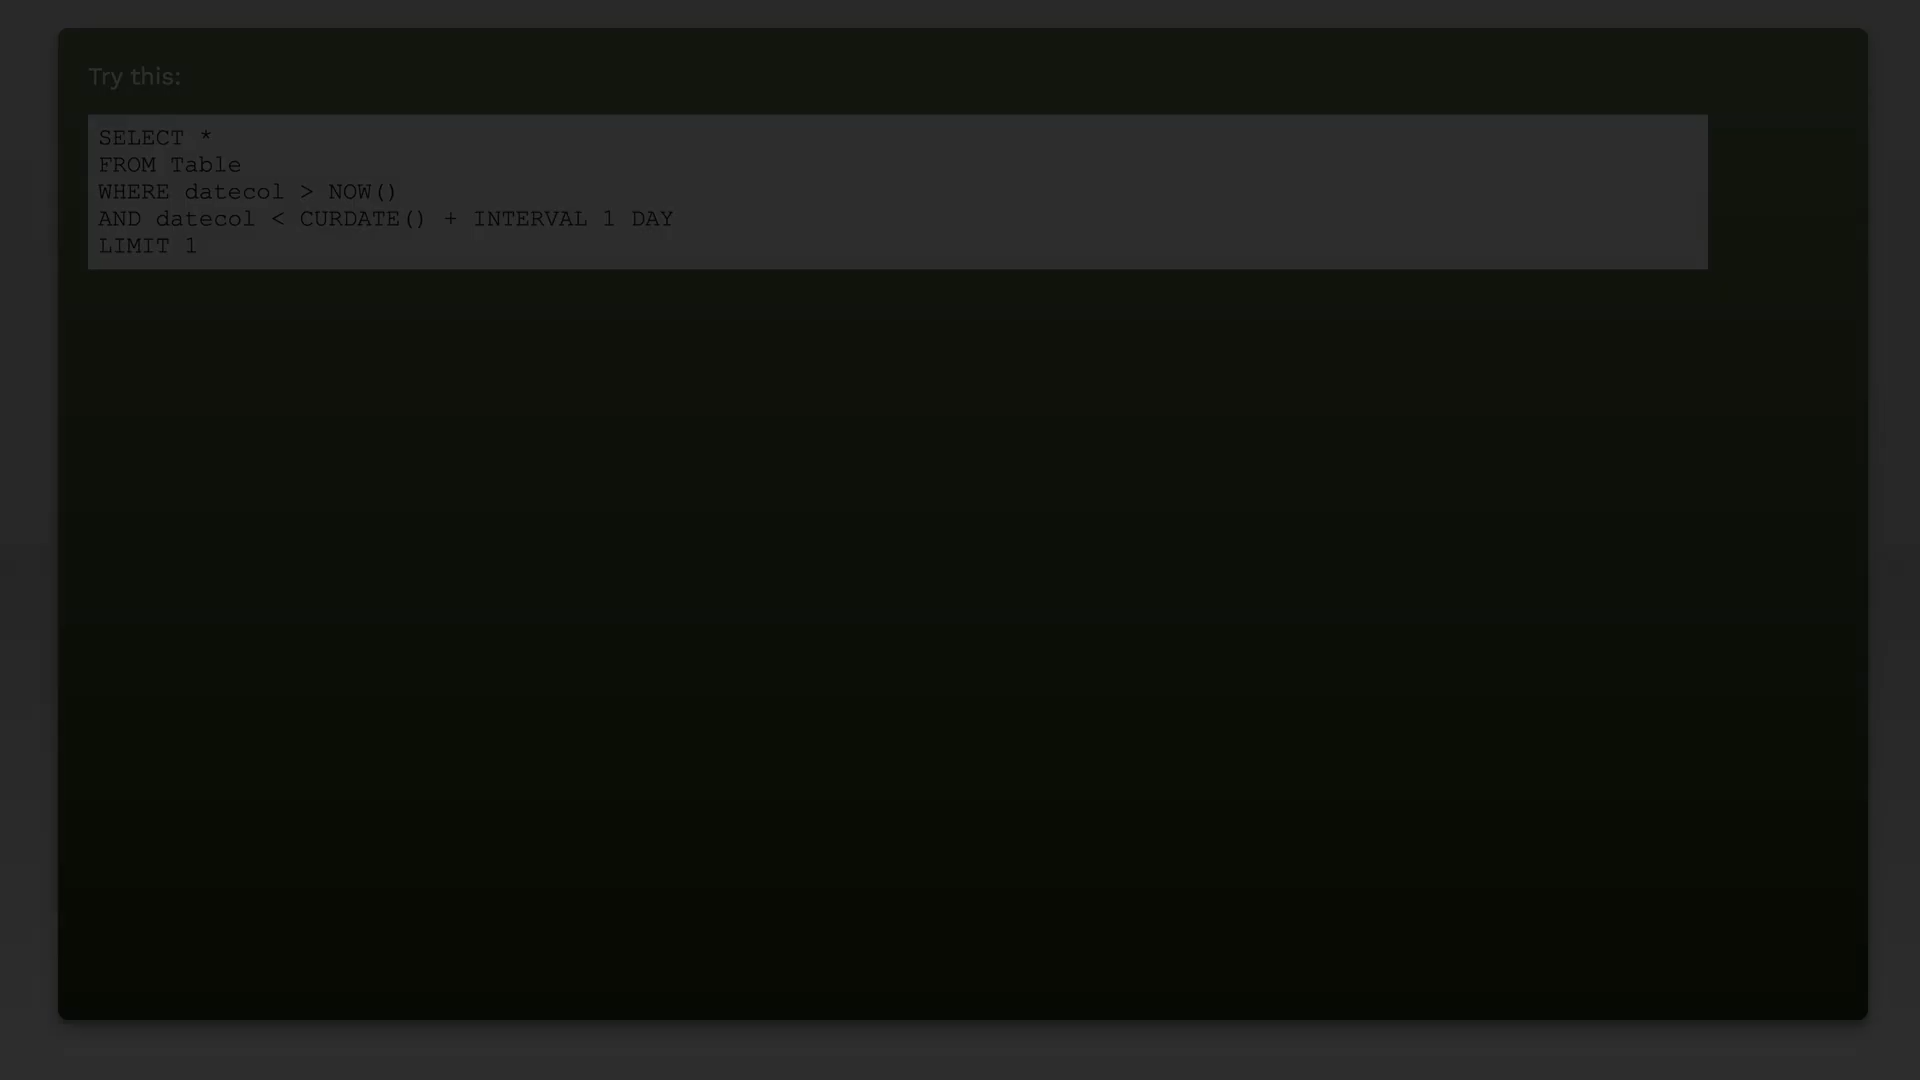 Try this:
SELECT *
FROM Table
WHERE datecol > NOW()
AND datecol < CURDATE() + INTERVAL 1 DAY
LIMIT 1